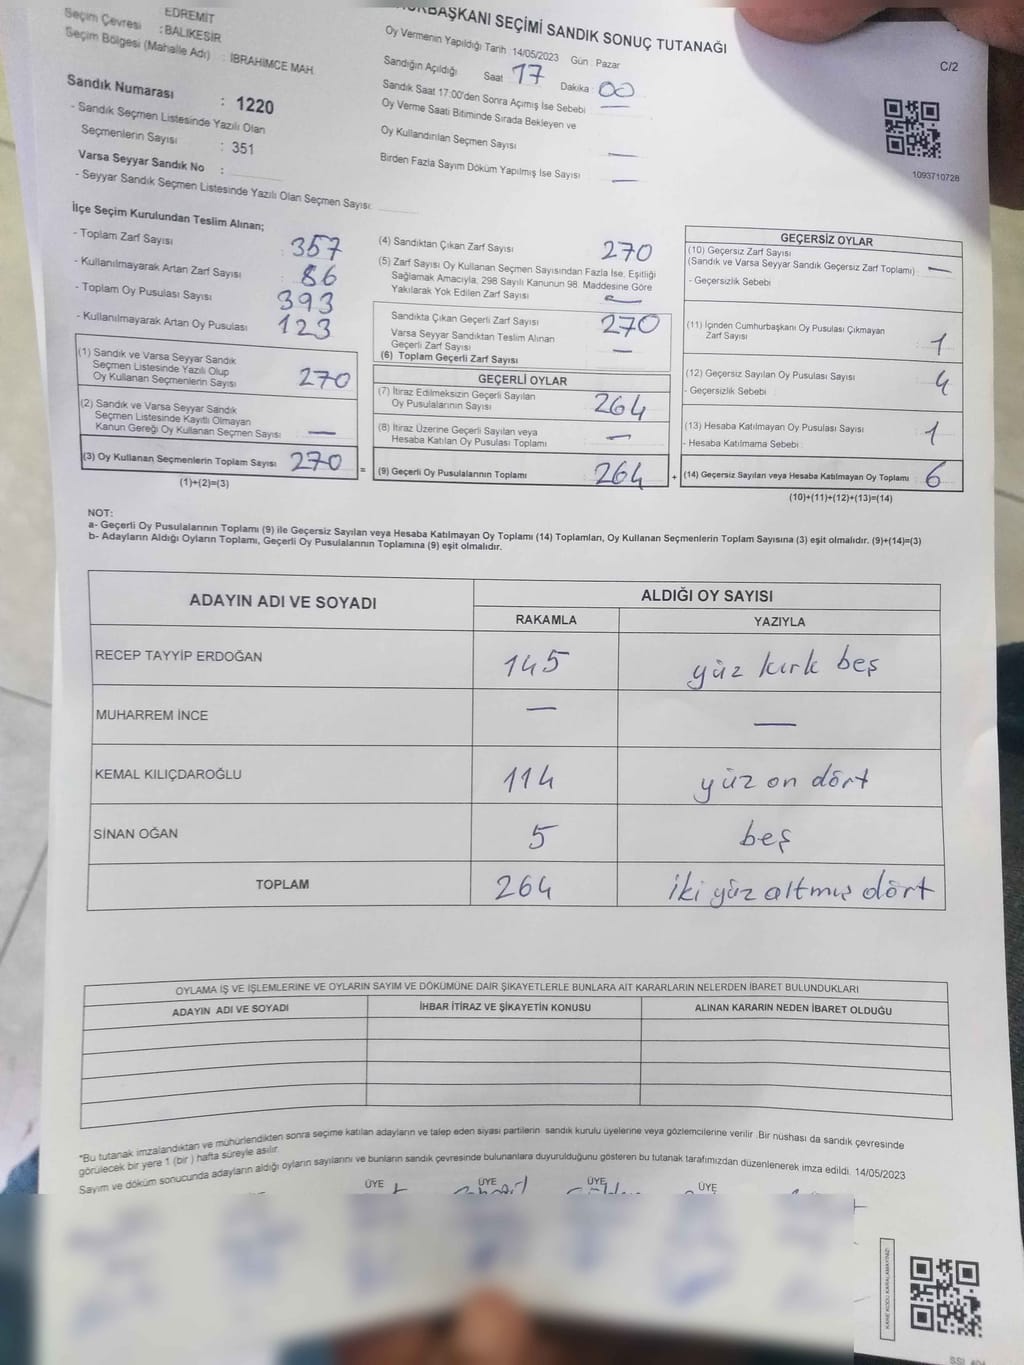 BAŞKANI SEÇİMİ SANDIK SONUÇ TUTANAĞI
C/2
EDREMİT
Seçim Çevresi : BALIKESİR
Seçim Bölgesi (Mahalle Adı) : İBRAHİMCE MAH.
Sandık Numarası : 1220
- Sandık Seçmen Listesinde Yazılı Olan
Seçmenlerin Sayısı : 351
Varsa Seyyar Sandık No :
- Seyyar Sandık Seçmen Listesinde Yazılı Olan Seçmen Sayısı:
Oy Vermenin Yapıldığı Tarih 14/05/2023 Gün : Pazar
Sandığın Açıldığı Saat 17 Dakika 00
Sandık Saat 17:00'den Sonra Açımış İse Sebebi —
Oy Verme Saati Bitiminde Sırada Bekleyen ve
Oy Kullandırılan Seçmen Sayısı —
Birden Fazla Sayım Döküm Yapılmış İse Sayısı —
1093710728
İlçe Seçim Kurulundan Teslim Alınan;
- Toplam Zarf Sayısı : 357
- Kullanılmayarak Artan Zarf Sayısı : 86
- Toplam Oy Pusulası Sayısı : 393
- Kullanılmayarak Artan Oy Pusulası : 123
(1) Sandık ve Varsa Seyyar Sandık
Seçmen Listesinde Yazılı Olup
Oy Kullanan Seçmenlerin Sayısı 270
(2) Sandık ve Varsa Seyyar Sandık
Seçmen Listesinde Kayıtlı Olmayan
Kanun Gereği Oy Kullanan Seçmen Sayısı —
(3) Oy Kullanan Seçmenlerin Toplam Sayısı 270
(1)+(2)=(3)
=
(4) Sandıktan Çıkan Zarf Sayısı 270
(5) Zarf Sayısı Oy Kullanan Seçmen Sayısından Fazla İse, Eşitliği
Sağlamak Amacıyla, 298 Sayılı Kanunun 98. Maddesine Göre
Yakılarak Yok Edilen Zarf Sayısı —
Sandıkta Çıkan Geçerli Zarf Sayısı 270
Varsa Seyyar Sandıktan Teslim Alınan
Geçerli Zarf Sayısı —
(6) Toplam Geçerli Zarf Sayısı
GEÇERLİ OYLAR
(7) İtiraz Edilmeksizin Geçerli Sayılan
Oy Pusulalarının Sayısı 264
(8) İtiraz Üzerine Geçerli Sayılan veya
Hesaba Katılan Oy Pusulası Toplamı —
(9) Geçerli Oy Pusulalarının Toplamı 264
+
GEÇERSİZ OYLAR
(10) Geçersiz Zarf Sayısı
(Sandık ve Varsa Seyyar Sandık Geçersiz Zarf Toplamı) —
- Geçersizlik Sebebi
(11) İçinden Cumhurbaşkanı Oy Pusulası Çıkmayan
Zarf Sayısı : 1
(12) Geçersiz Sayılan Oy Pusulası Sayısı : 4
- Geçersizlik Sebebi
(13) Hesaba Katılmayan Oy Pusulası Sayısı : 1
- Hesaba Katılmama Sebebi
(14) Geçersiz Sayılan veya Hesaba Katılmayan Oy Toplamı : 6
(10)+(11)+(12)+(13)=(14)
NOT:
a- Geçerli Oy Pusulalarının Toplamı (9) ile Geçersiz Sayılan veya Hesaba Katılmayan Oy Toplamı (14) Toplamları, Oy Kullanan Seçmenlerin Toplam Sayısına (3) eşit olmalıdır. (9)+(14)=(3)
b- Adayların Aldığı Oyların Toplamı, Geçerli Oy Pusulalarının Toplamına (9) eşit olmalıdır.
ADAYIN ADI VE SOYADI ALDIĞI OY SAYISI
RAKAMLA YAZIYLA
RECEP TAYYİP ERDOĞAN 145 yüz kırk beş
MUHARREM İNCE — —
KEMAL KILIÇDAROĞLU 114 yüz on dört
SİNAN OĞAN 5 beş
TOPLAM 264 iki yüz altmış dört
OYLAMA İŞ VE İŞLEMLERİNE VE OYLARIN SAYIM VE DÖKÜMÜNE DAİR ŞİKAYETLERLE BUNLARA AİT KARARLARIN NELERDEN İBARET BULUNDUKLARI
ADAYIN ADI VE SOYADI İHBAR İTİRAZ VE ŞİKAYETİN KONUSU ALINAN KARARIN NEDEN İBARET OLDUĞU
*Bu tutanak imzalandıktan ve mühürlendikten sonra seçime katılan adayların ve talep eden siyasi partilerin sandık kurulu üyelerine veya gözlemcilerine verilir. Bir nüshası da sandık çevresinde
görülecek bir yere 1 (bir ) hafta süreyle asılır.
Sayım ve döküm sonucunda adayların aldığı oyların sayılarını ve bunların sandık çevresinde bulunanlara duyurulduğunu gösteren bu tutanak tarafımızdan düzenlenerek imza edildi. 14/05/2023
ÜYE ÜYE ÜYE ÜYE
KARE KODU KARALAMAYINIZ!